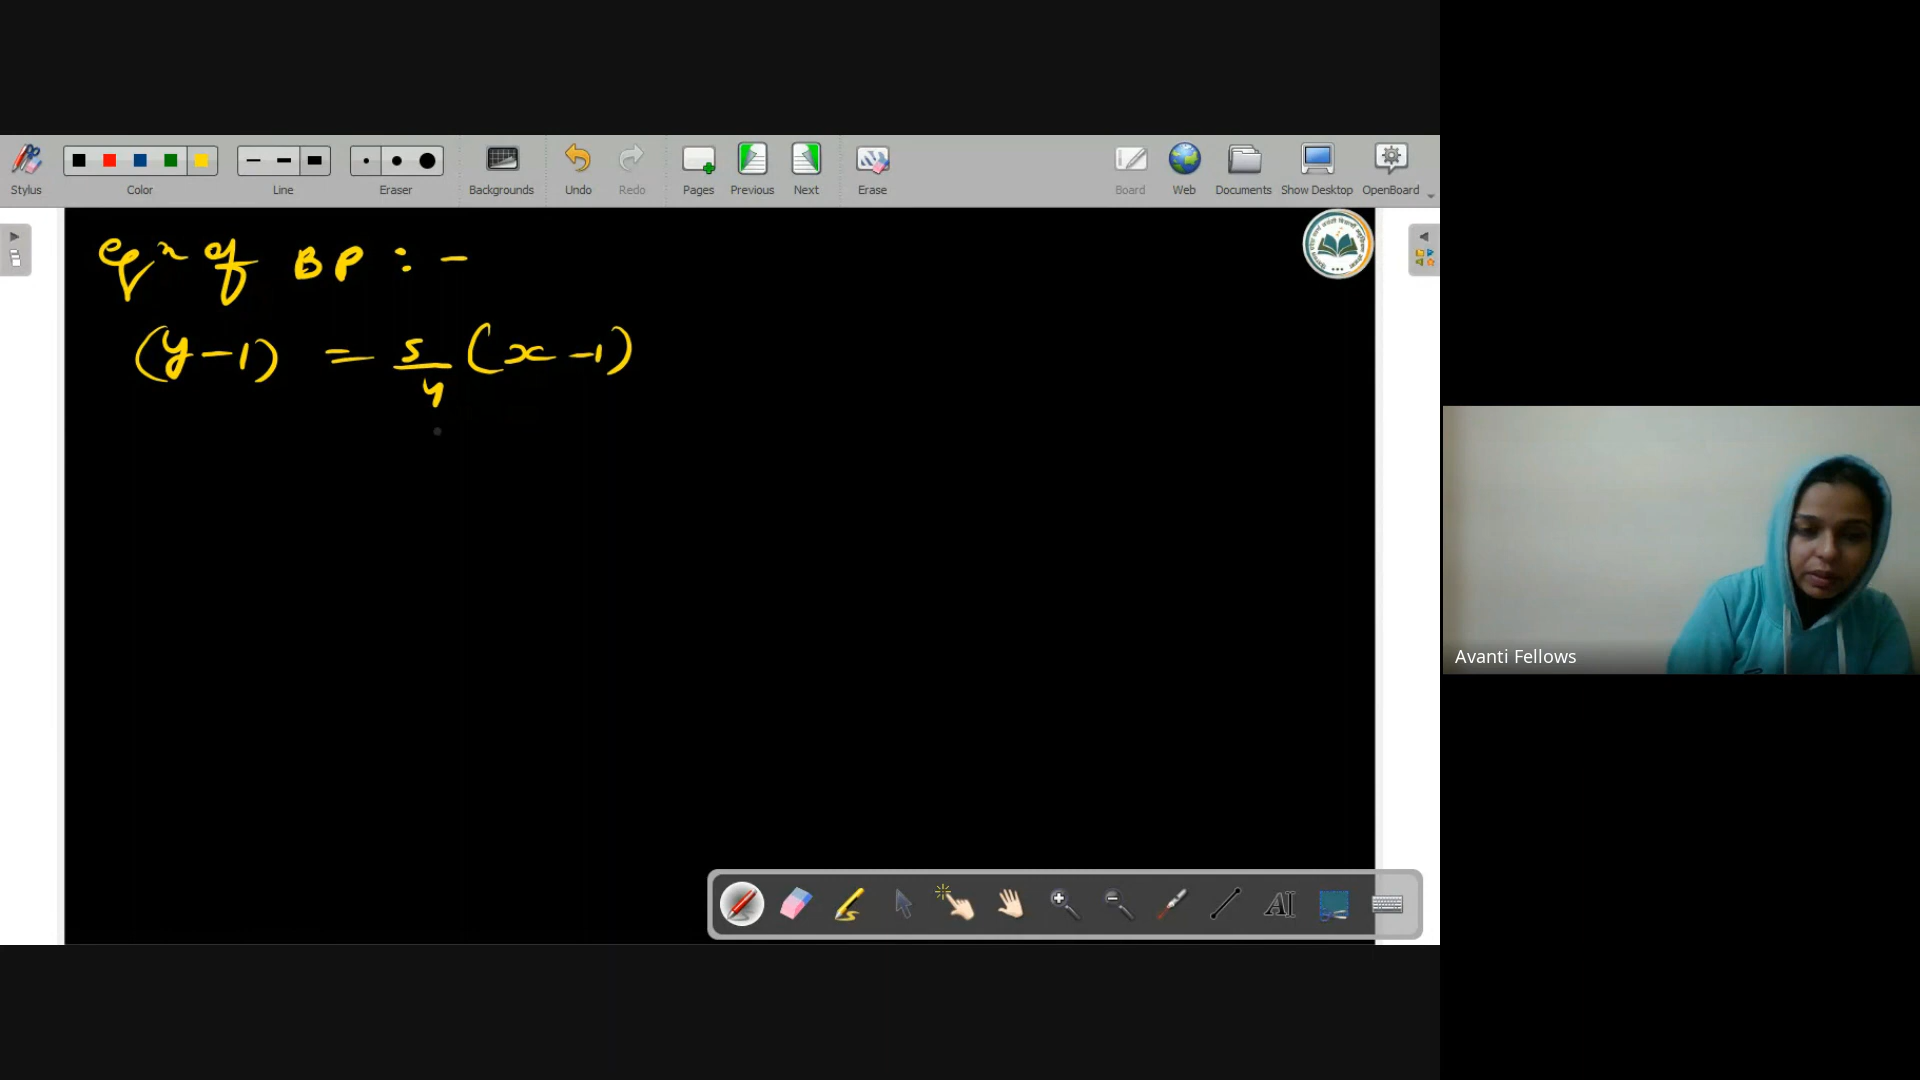 Stylus
Color
Line
Eraser
Backgrounds
Undo
Redo
Pages
Previous
Next
Erase
Board
Web
Documents
Show Desktop
OpenBoard
eqⁿ of BP : -
(y-1) = 5/4 (x-1)
Avanti Fellows
AI